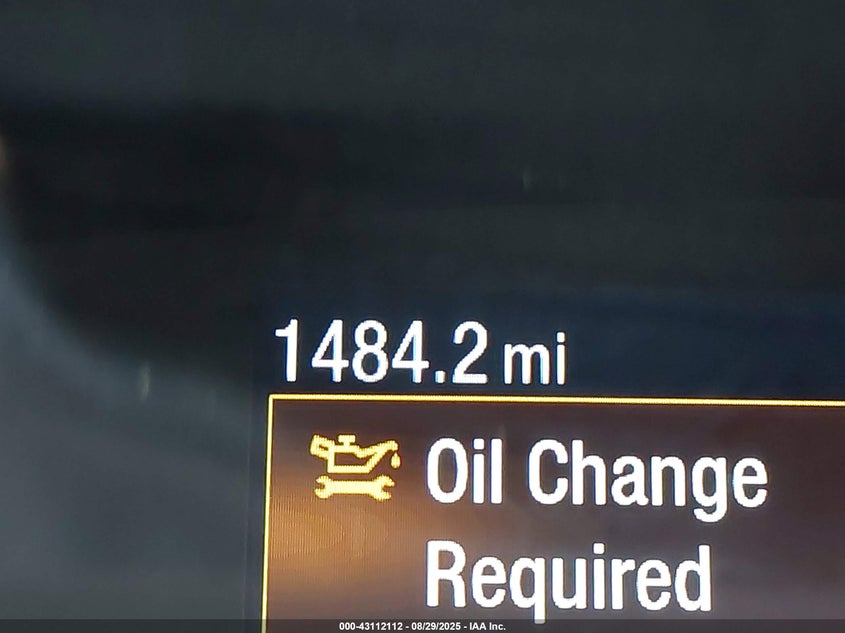 1484.2 mi
Oil Change
Required
000-43112112 - 08/29/2025 - IAA Inc.